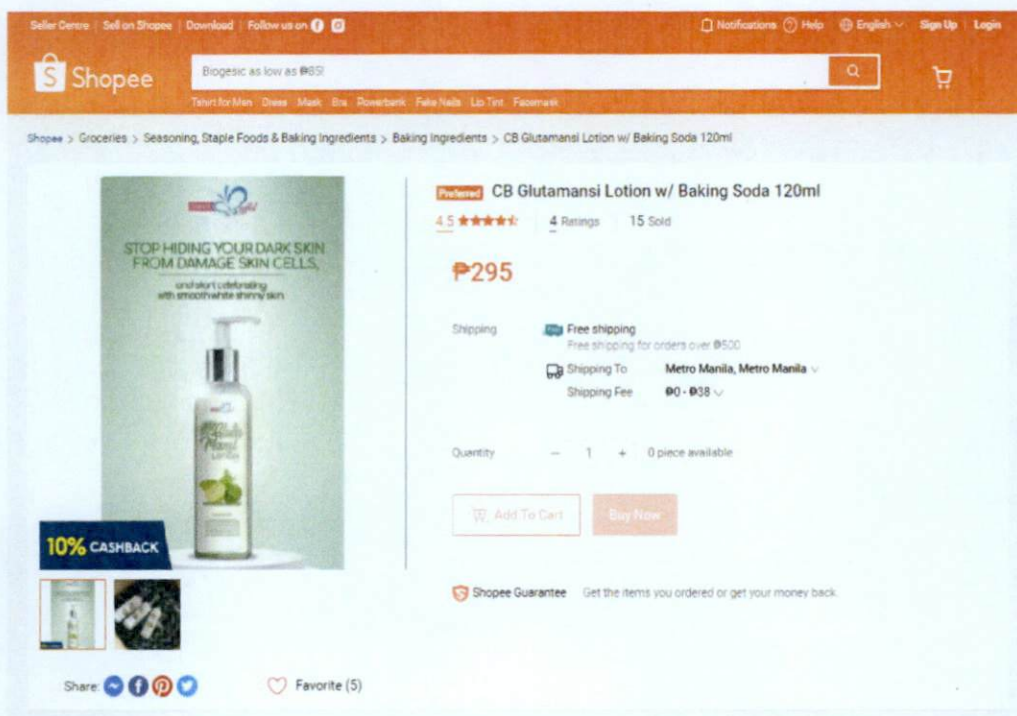 Seller Centre | Sell on Shopee | Download | Follow us on
Notifications Help English Sign Up | Login
Shopee
Biogesic as low as ₱85!
Tshirt for Men Dress Mask Bra Powerbank Fake Nails Lip Tint Facemask
Shopee > Groceries > Seasoning, Staple Foods & Baking Ingredients > Baking Ingredients > CB Glutamansi Lotion w/ Baking Soda 120ml
STOP HIDING YOUR DARK SKIN
FROM DAMAGE SKIN CELLS,
and start celebrating
with smooth white shinny skin
LOTION
10% CASHBACK
Share:
Favorite (5)
Preferred CB Glutamansi Lotion w/ Baking Soda 120ml
4.5 4 Ratings 15 Sold
₱295
Shipping Free shipping
Free shipping for orders over ₱500
Shipping To Metro Manila, Metro Manila
Shipping Fee ₱0 - ₱38
Quantity − 1 + 0 piece available
Add To Cart Buy Now
Shopee Guarantee Get the items you ordered or get your money back.